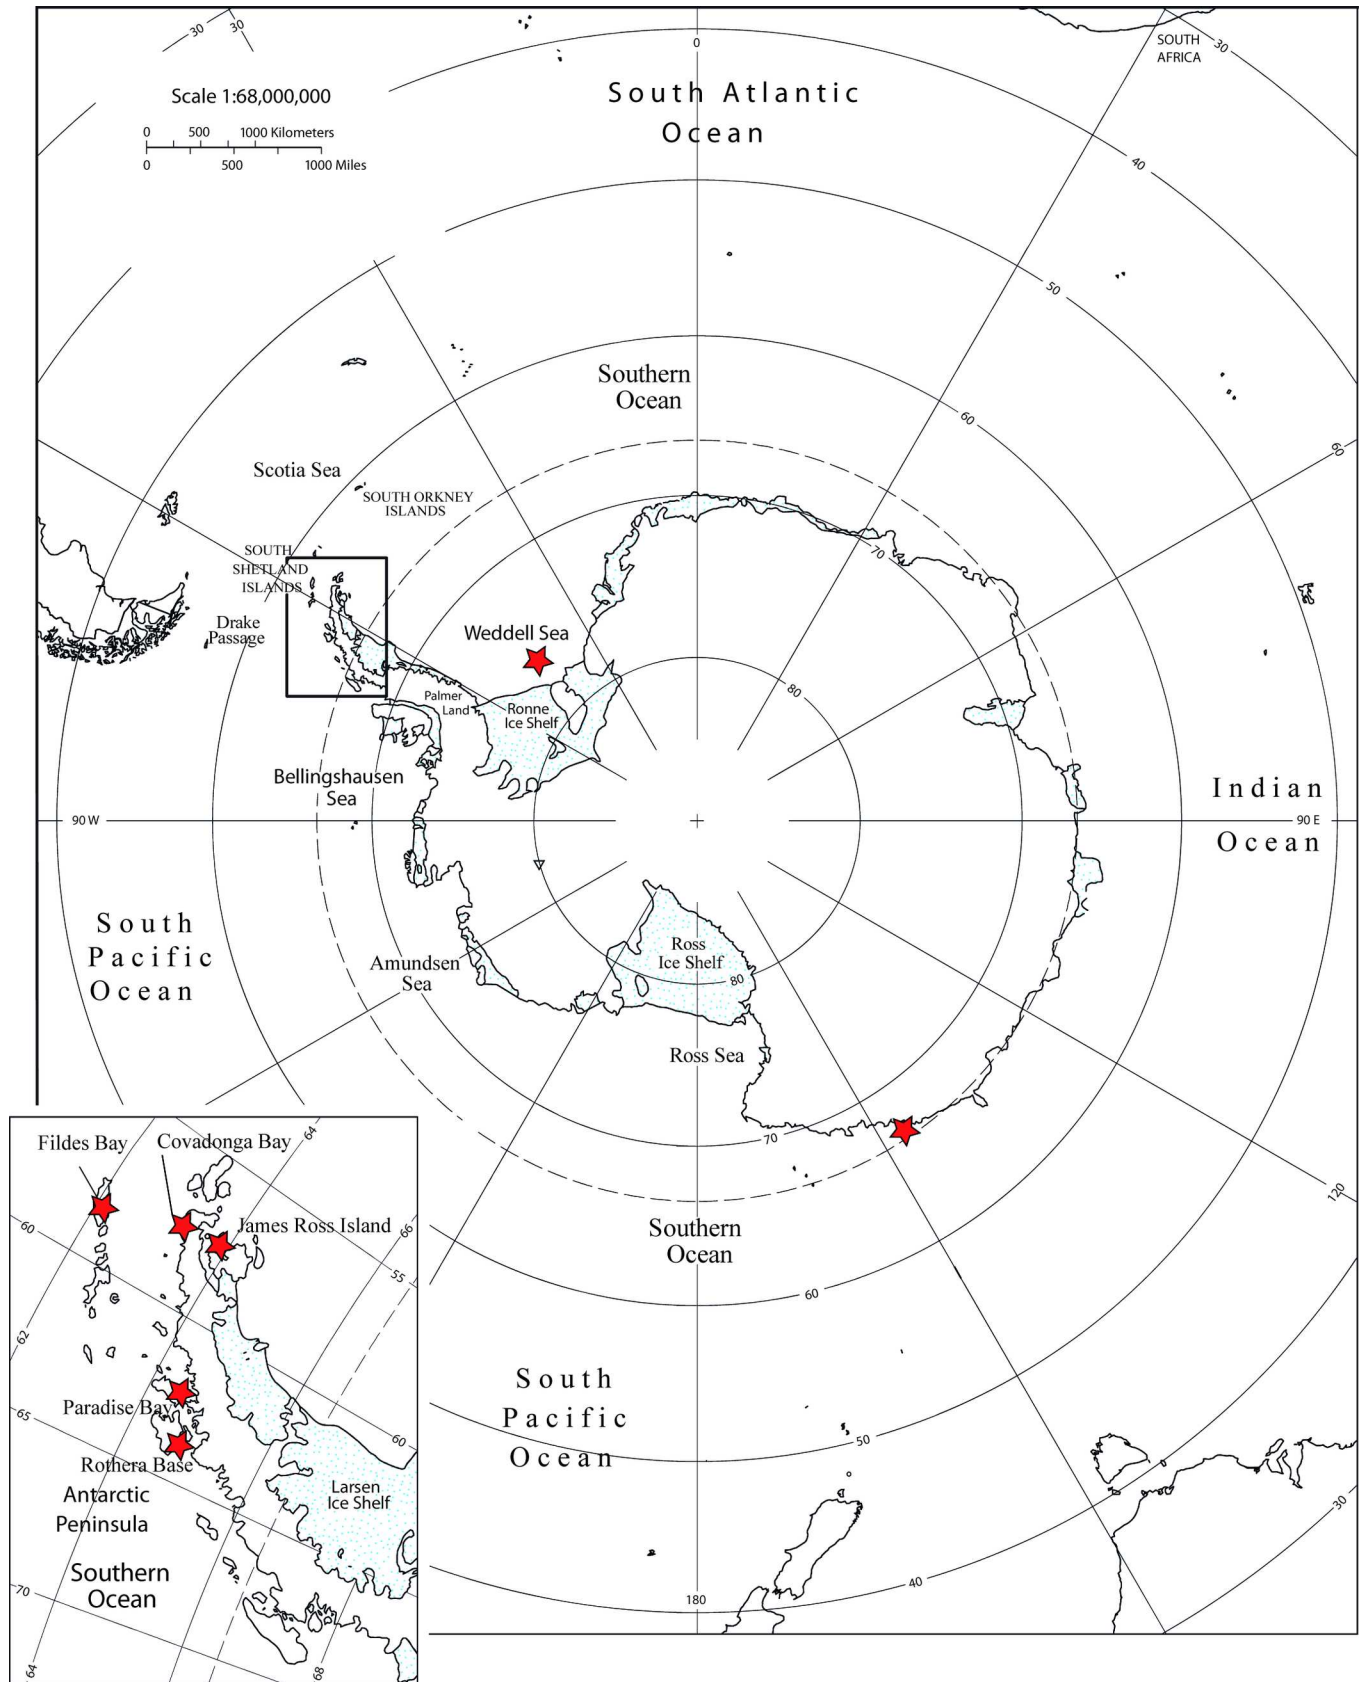 30
30
0
SOUTH
AFRICA
30
Scale 1:68,000,000
0 500 1000 Kilometers
0 500 1000 Miles
South Atlantic
Ocean
40
50
Southern
Ocean
60
60
Scotia Sea
SOUTH ORKNEY
ISLANDS
SOUTH
SHETLAND
ISLANDS
70
Drake
Passage
Weddell Sea
80
Palmer
Land
Ronne
Ice Shelf
Bellingshausen
Sea
Indian
Ocean
90 W
90 E
South
Pacific
Ocean
Amundsen
Sea
Ross
Ice Shelf
80
Ross Sea
70
120
Southern
Ocean
60
South
Pacific
Ocean
50
40
30
180
Fildes Bay
Covadonga Bay
64
James Ross Island
66
55
60
62
Paradise Bay
65
60
Rothera Base
Antarctic
Peninsula
Larsen
Ice Shelf
Southern
Ocean
70
64
68